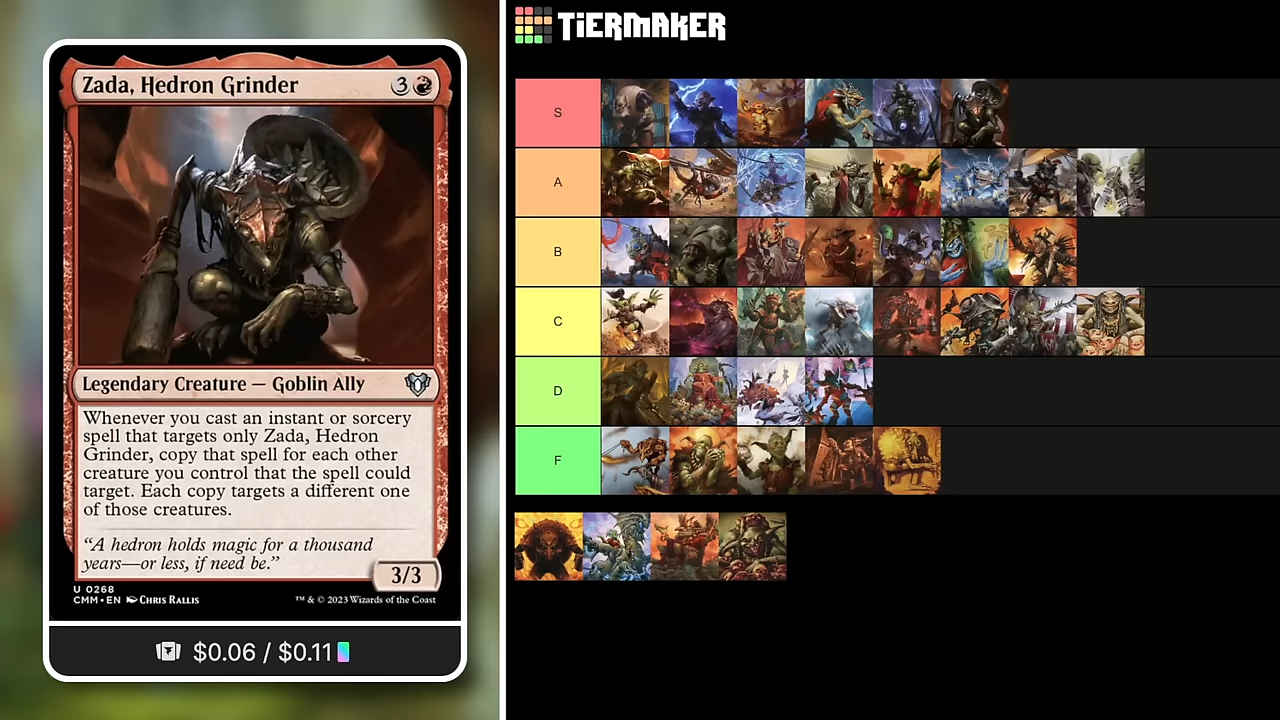 Zada, Hedron Grinder 3
Legendary Creature — Goblin Ally
Whenever you cast an instant or sorcery
spell that targets only Zada, Hedron
Grinder, copy that spell for each other
creature you control that the spell could
target. Each copy targets a different one
of those creatures.
“A hedron holds magic for a thousand
years—or less, if need be.”
3/3
U 0268
CMM • EN Chris Rallis
™ & © 2023 Wizards of the Coast
$0.06 / $0.11
TiERMAKER
S
A
B
C
D
F